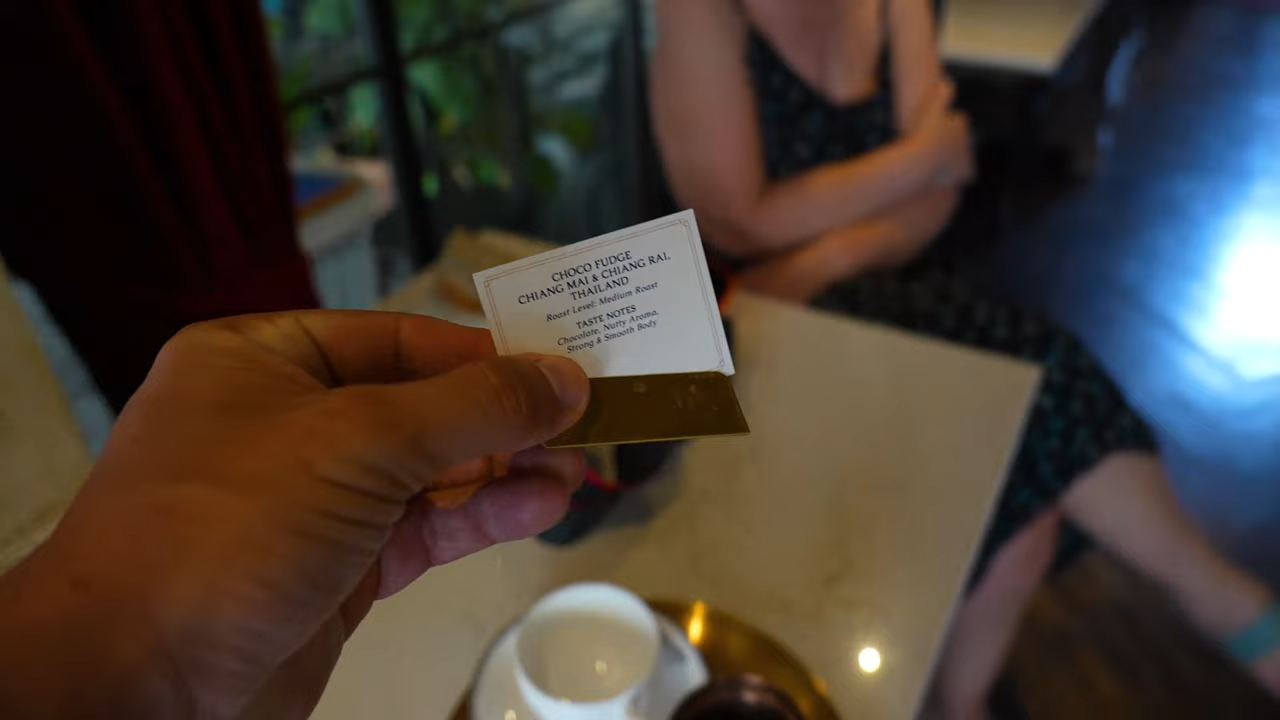 CHOCO FUDGE
CHIANG MAI & CHIANG RAI,
THAILAND
Roast Level: Medium Roast
TASTE NOTES
Chocolate, Nutty Aroma,
Strong & Smooth Body